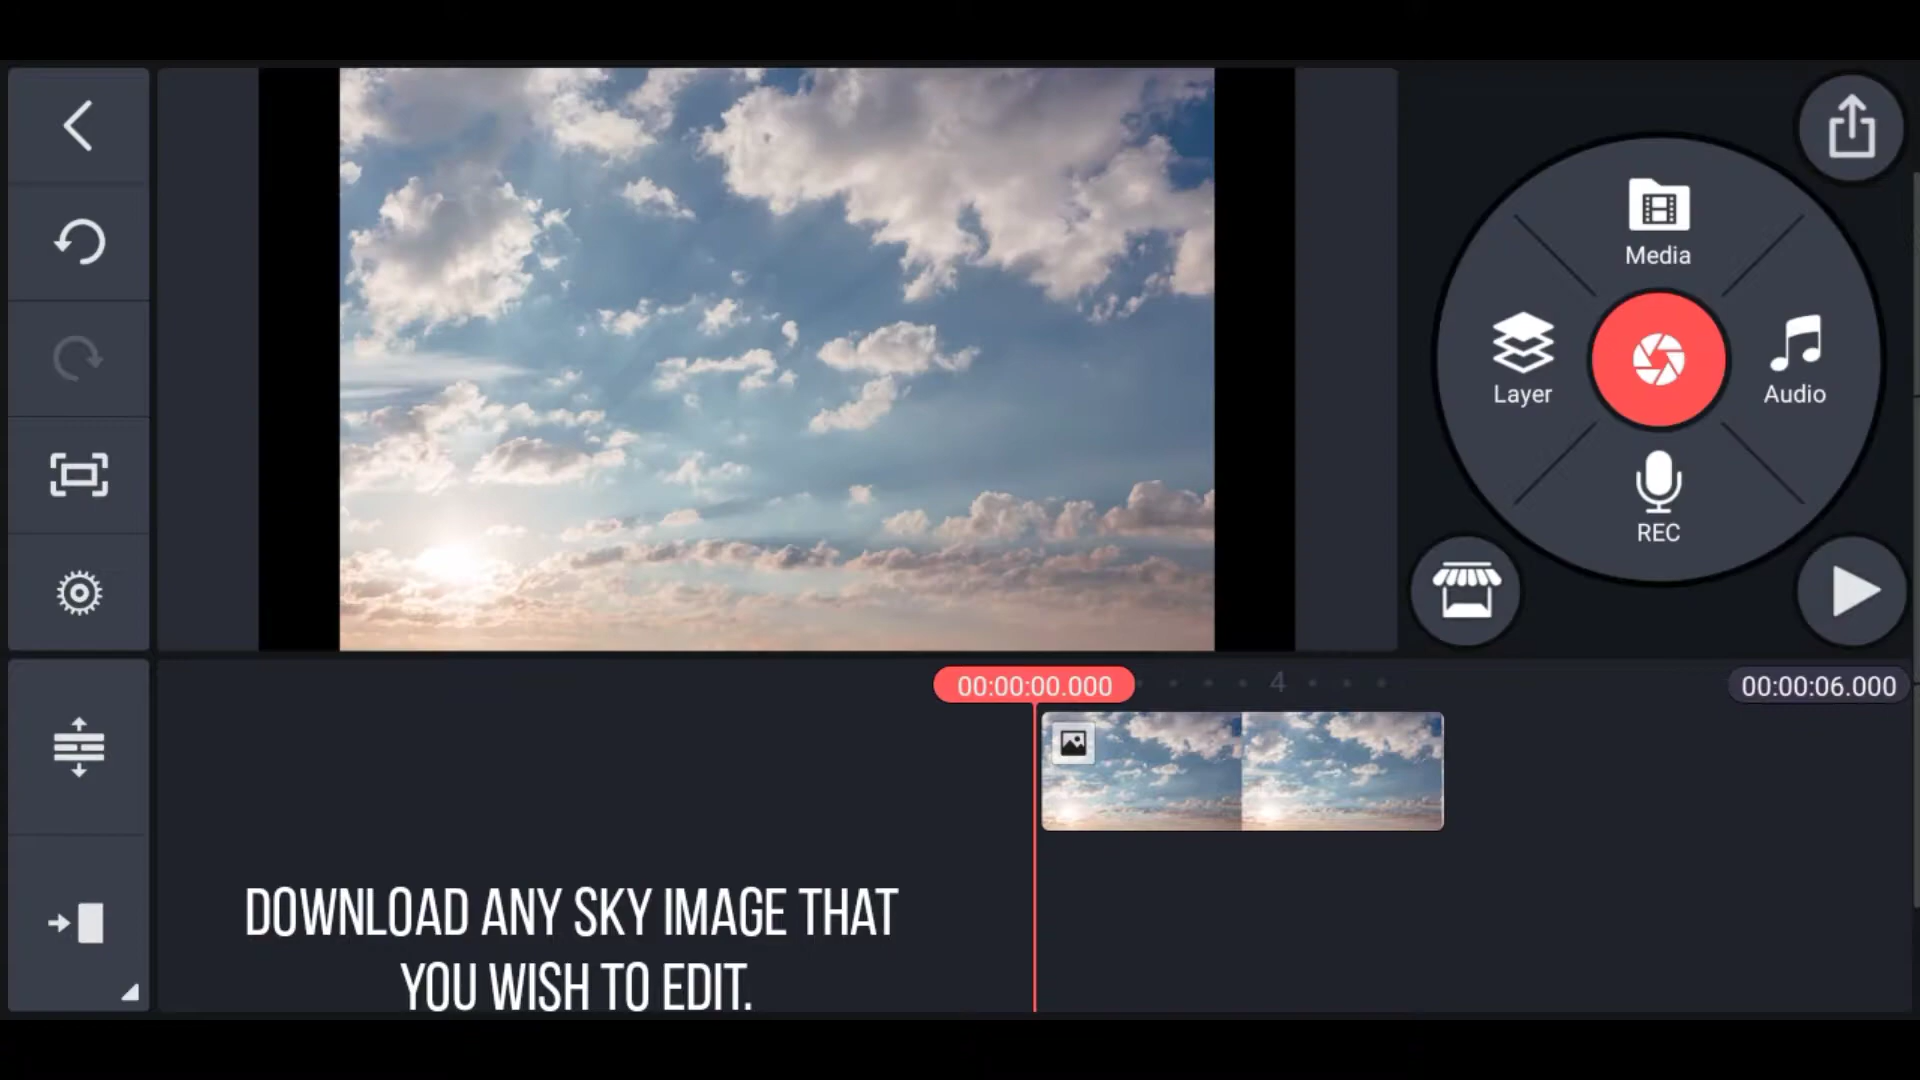 Media
Layer
Audio
REC
00:00:00.000
4
00:00:06.000
DOWNLOAD ANY SKY IMAGE THAT
YOU WISH TO EDIT.